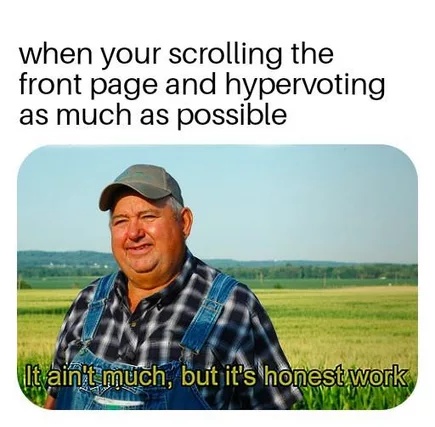 when your scrolling the
front page and hypervoting
as much as possible
It ain't much, but it's honest work